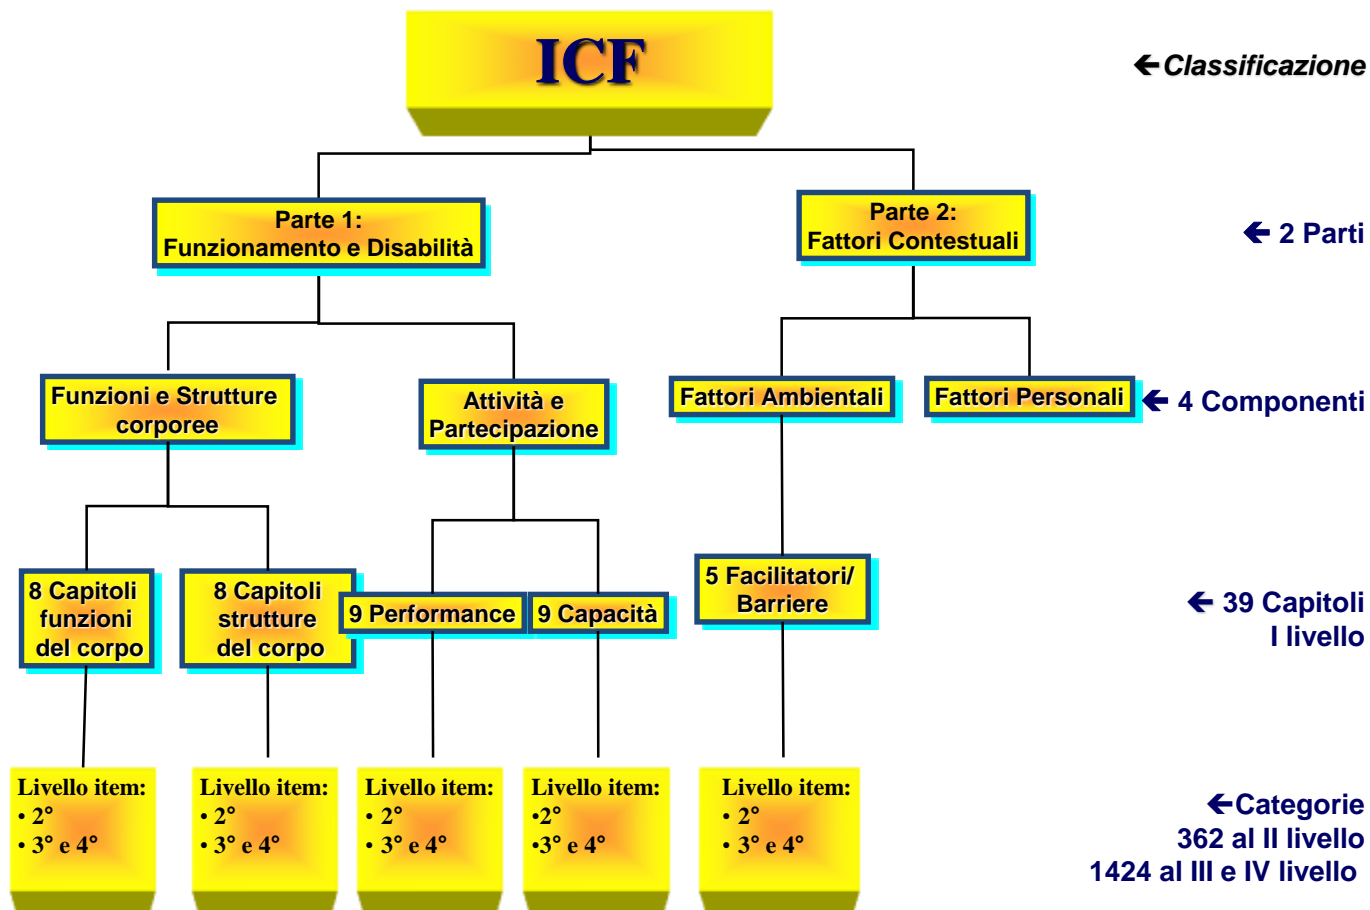 ICF
←Classificazione
Parte 1:
Funzionamento e Disabilità
Parte 2:
Fattori Contestuali
← 2 Parti
Funzioni e Strutture
corporee
Attività e
Partecipazione
Fattori Ambientali
Fattori Personali
← 4 Componenti
8 Capitoli
funzioni
del corpo
8 Capitoli
strutture
del corpo
9 Performance
9 Capacità
5 Facilitatori/
Barriere
← 39 Capitoli
I livello
Livello item:
• 2°
• 3° e 4°
Livello item:
• 2°
• 3° e 4°
Livello item:
• 2°
• 3° e 4°
Livello item:
•2°
•3° e 4°
Livello item:
• 2°
• 3° e 4°
←Categorie
362 al II livello
1424 al III e IV livello